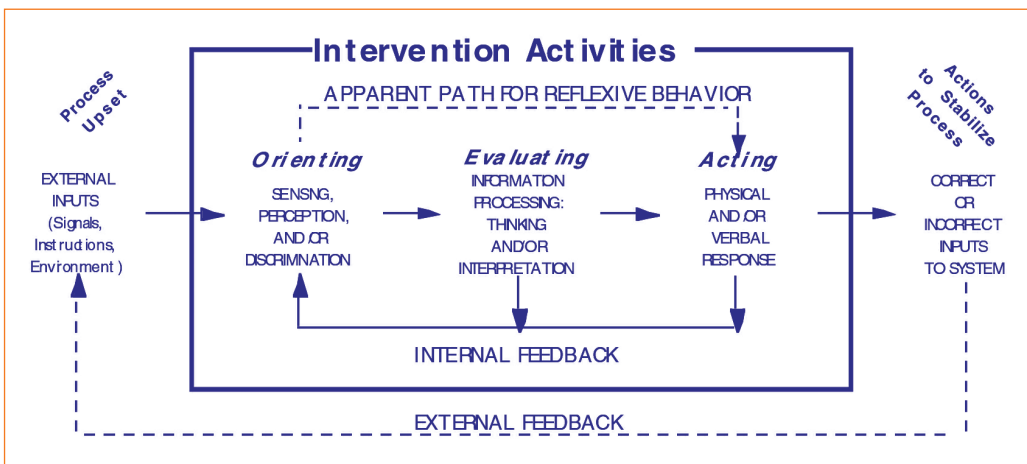 Intervention Activities
APPARENT PATH FOR REFLEXIVE BEHAVIOR
Process
Upset
EXTERNAL
INPUTS
(Signals,
Instructions,
Environment )
Orienting
SENSNG,
PERCEPTION,
AND/OR
DISCRIMNATION
Evaluating
INFORMATION
PROCESSING:
THINKING
AND/OR
INTERPRETATION
Acting
PHYSICAL
AND/OR
VERBAL
RESPONSE
Actions
to Stabilize
Process
CORRECT
OR
INCORRECT
INPUTS
TO SYSTEM
INTERNAL FEEDBACK
EXTERNAL FEEDBACK